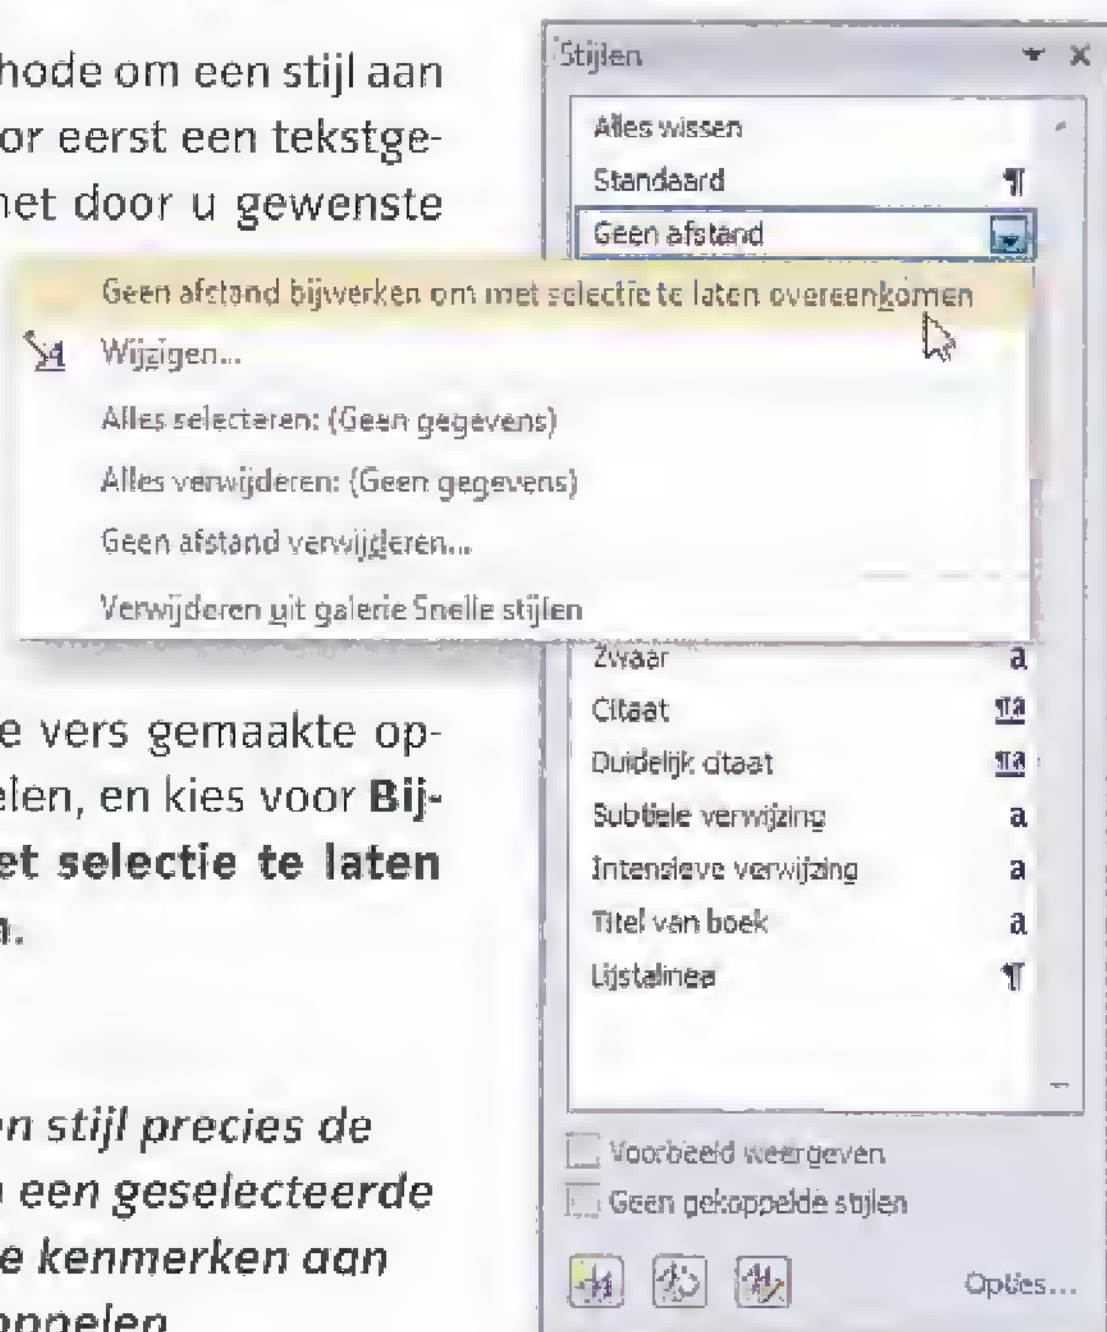 hode om een stijl aan
or eerst een tekstge-
net door u gewenste
Stijlen
Alles wissen
Standaard ¶
Geen afstand
Geen afstand bijwerken om met selectie te laten overeenkomen
Wijzigen...
Alles selecteren: (Geen gegevens)
Alles verwijderen: (Geen gegevens)
Geen afstand verwijderen...
Verwijderen uit galerie Snelle stijlen
Zwaar a
Citaat ¶a
Duidelijk citaat ¶a
Subtiele verwijzing a
Intensieve verwijzing a
Titel van boek a
Lijstalinea ¶
e vers gemaakte op-
elen, en kies voor Bij-
et selectie te laten
n.
en stijl precies de
een geselecteerde
e kenmerken aan
oppelen
Voorbeeld weergeven
Geen gekoppelde stijlen
Opties...